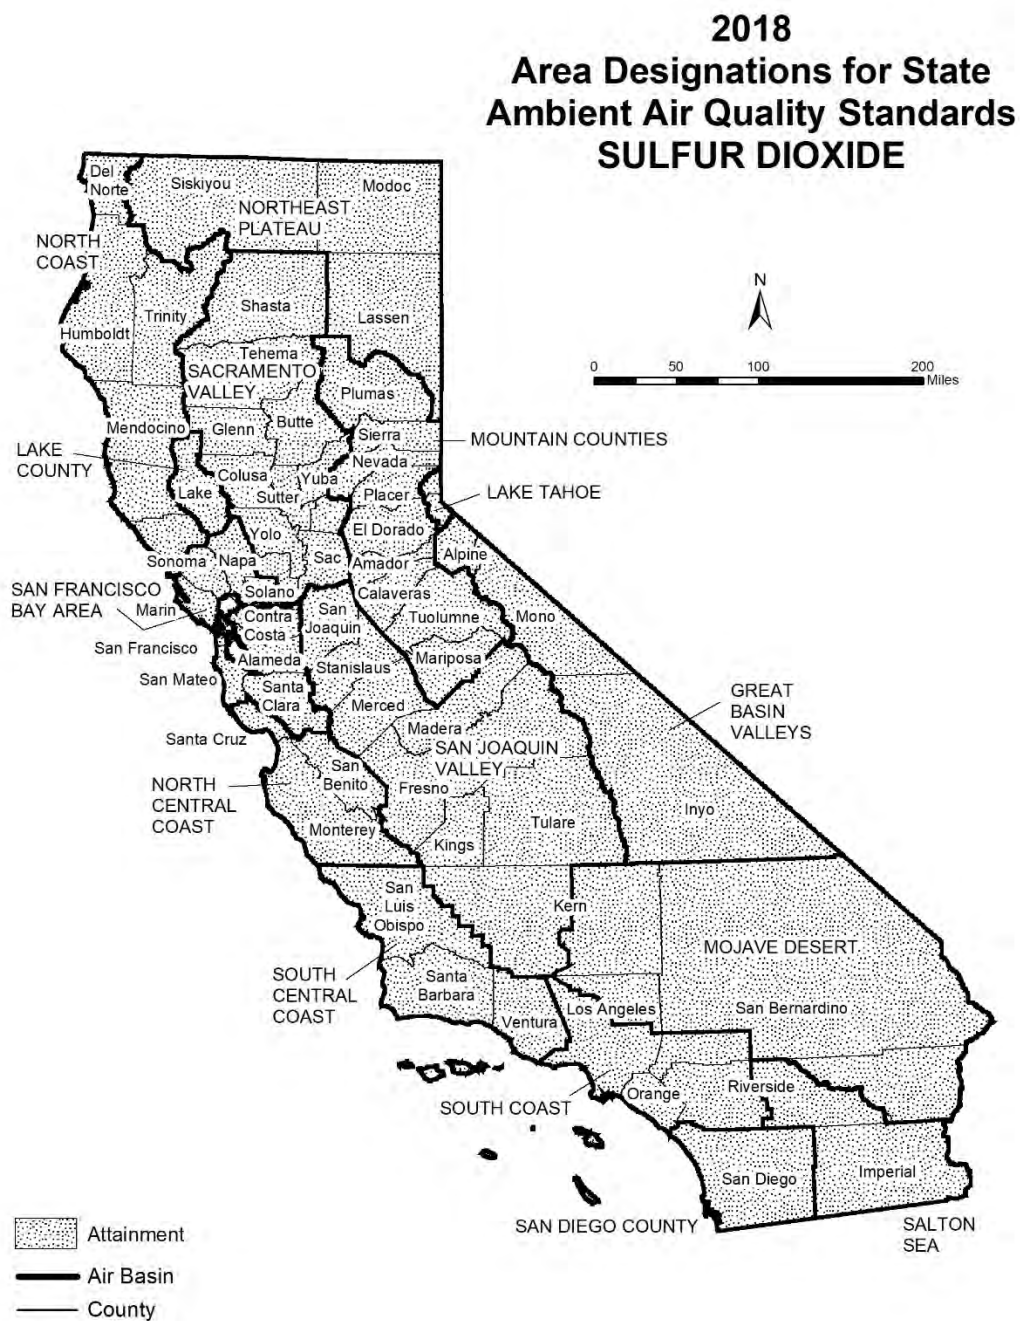 2018
Area Designations for State
Ambient Air Quality Standards
SULFUR DIOXIDE
Del
Norte
Siskiyou
Modoc
NORTHEAST
PLATEAU
NORTH
COAST
N
Shasta
Trinity
Lassen
Humboldt
Tehema
SACRAMENTO
VALLEY
0 50 100 200
Miles
Plumas
Butte
Mendocino
Glenn
Sierra
MOUNTAIN COUNTIES
LAKE
COUNTY
Nevada
Colusa
Yuba
Lake
Sutter
Placer
LAKE TAHOE
El Dorado
Yolo
Sonoma
Napa
Sac
Amador
Alpine
SAN FRANCISCO
BAY AREA
Solano
Calaveras
Marin
Contra
Costa
San
Joaquin
Tuolumne
Mono
San Francisco
Alameda
Stanislaus
Mariposa
San Mateo
Santa
Clara
Merced
GREAT
BASIN
VALLEYS
Santa Cruz
Madera
SAN JOAQUIN
VALLEY
San
Benito
NORTH
CENTRAL
COAST
Fresno
Inyo
Monterey
Tulare
Kings
San
Luis
Obispo
Kern
MOJAVE DESERT
SOUTH
CENTRAL
COAST
Santa
Barbara
Los Angeles
San Bernardino
Ventura
Orange
Riverside
SOUTH COAST
San Diego
Imperial
SAN DIEGO COUNTY
SALTON
SEA
Attainment
Air Basin
County